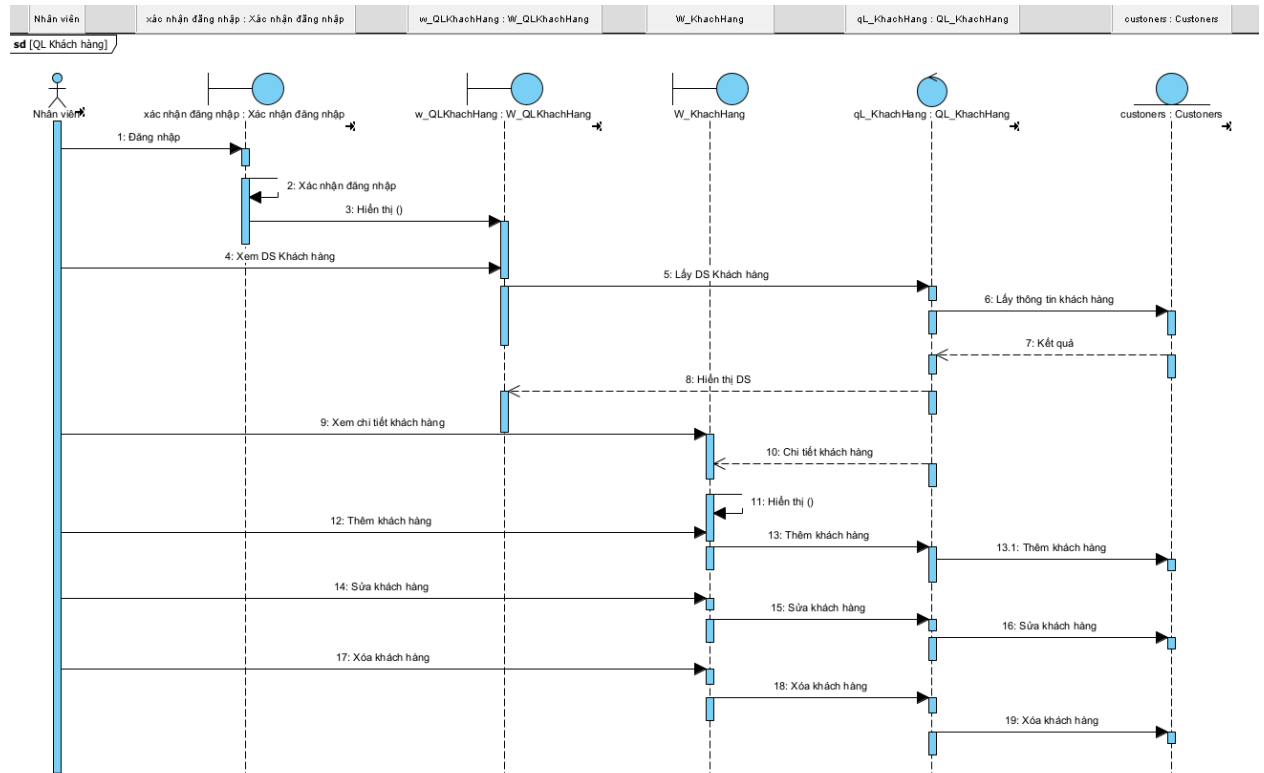 Nhân viên
xác nhận đăng nhập : Xác nhận đăng nhập
w_QLKhachHang : W_QLKhachHang
W_KhachHang
qL_KhachHang : QL_KhachHang
custoners : Custoners
sd [QL Khách hàng]
Nhân viên
xác nhận đăng nhập : Xác nhận đăng nhập
w_QLKhachHang : W_QLKhachHang
W_KhachHang
qL_KhachHang : QL_KhachHang
custoners : Custoners
1: Đăng nhập
2: Xác nhận đăng nhập
3: Hiển thị ()
4: Xem DS Khách hàng
5: Lấy DS Khách hàng
6: Lấy thông tin khách hàng
7: Kết quả
8: Hiển thị DS
9: Xem chi tiết khách hàng
10: Chi tiết khách hàng
11: Hiển thị ()
12: Thêm khách hàng
13: Thêm khách hàng
13.1: Thêm khách hàng
14: Sửa khách hàng
15: Sửa khách hàng
16: Sửa khách hàng
17: Xóa khách hàng
18: Xóa khách hàng
19: Xóa khách hàng